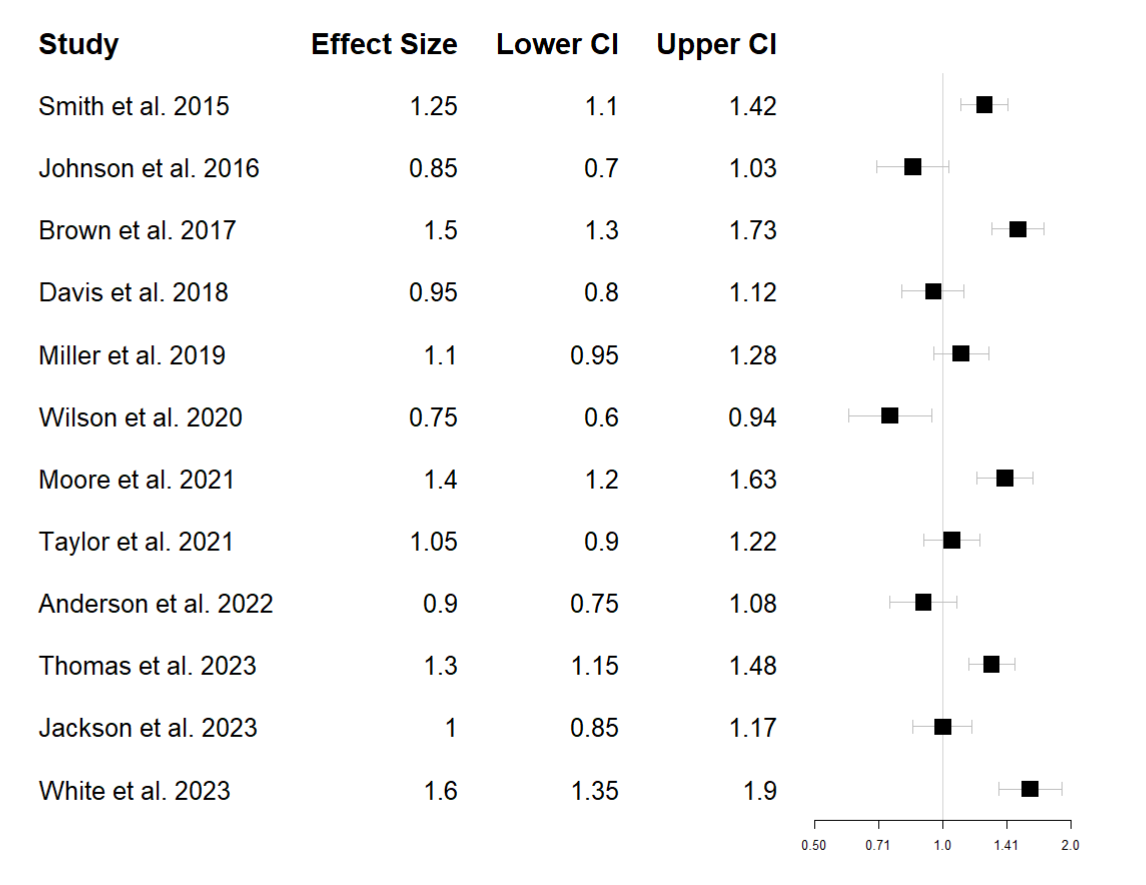 Study Effect Size Lower CI Upper CI
Smith et al. 2015 1.25 1.1 1.42
Johnson et al. 2016 0.85 0.7 1.03
Brown et al. 2017 1.5 1.3 1.73
Davis et al. 2018 0.95 0.8 1.12
Miller et al. 2019 1.1 0.95 1.28
Wilson et al. 2020 0.75 0.6 0.94
Moore et al. 2021 1.4 1.2 1.63
Taylor et al. 2021 1.05 0.9 1.22
Anderson et al. 2022 0.9 0.75 1.08
Thomas et al. 2023 1.3 1.15 1.48
Jackson et al. 2023 1 0.85 1.17
White et al. 2023 1.6 1.35 1.9
0.50 0.71 1.0 1.41 2.0